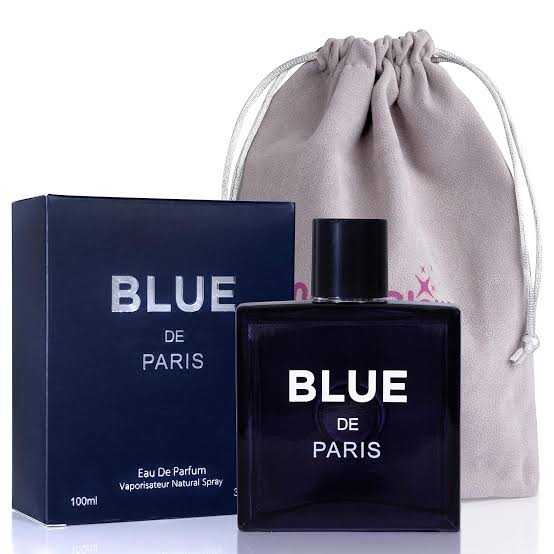 BLUE
DE
PARIS
Eau De Parfum
Vaporisateur Natural Spray
100ml
BLUE
DE
PARIS